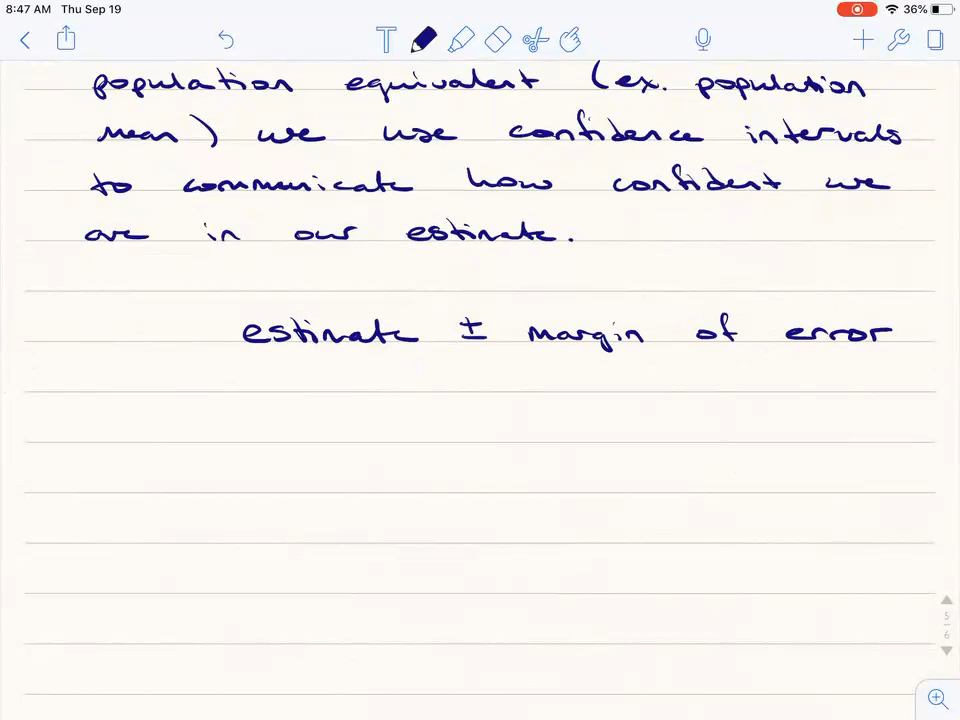 8:47 AM Thu Sep 19 36%
T
population equivalent (ex. population
mean) we use confidence intervals
to communicate how confident we
are in our estimate.
estimate ± margin of error
5
6